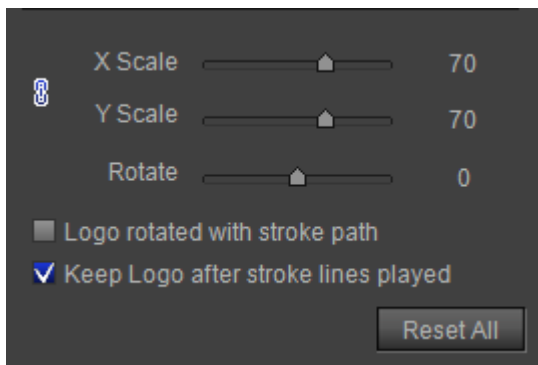 X Scale 70
Y Scale 70
Rotate 0
Logo rotated with stroke path
Keep Logo after stroke lines played
Reset All